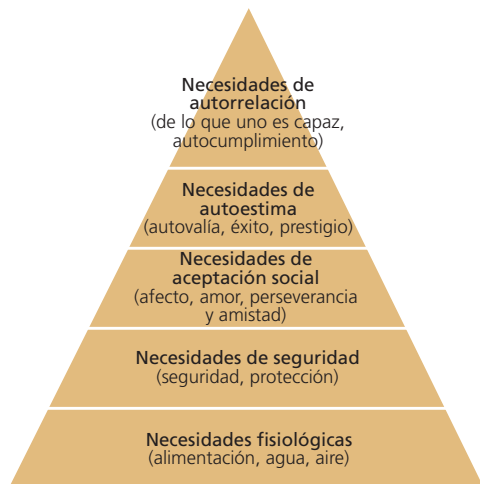 Necesidades de
autorrelación
(de lo que uno es capaz,
autocumplimiento)
Necesidades de
autoestima
(autovalía, éxito, prestigio)
Necesidades de
aceptación social
(afecto, amor, perseverancia
y amistad)
Necesidades de seguridad
(seguridad, protección)
Necesidades fisiológicas
(alimentación, agua, aire)